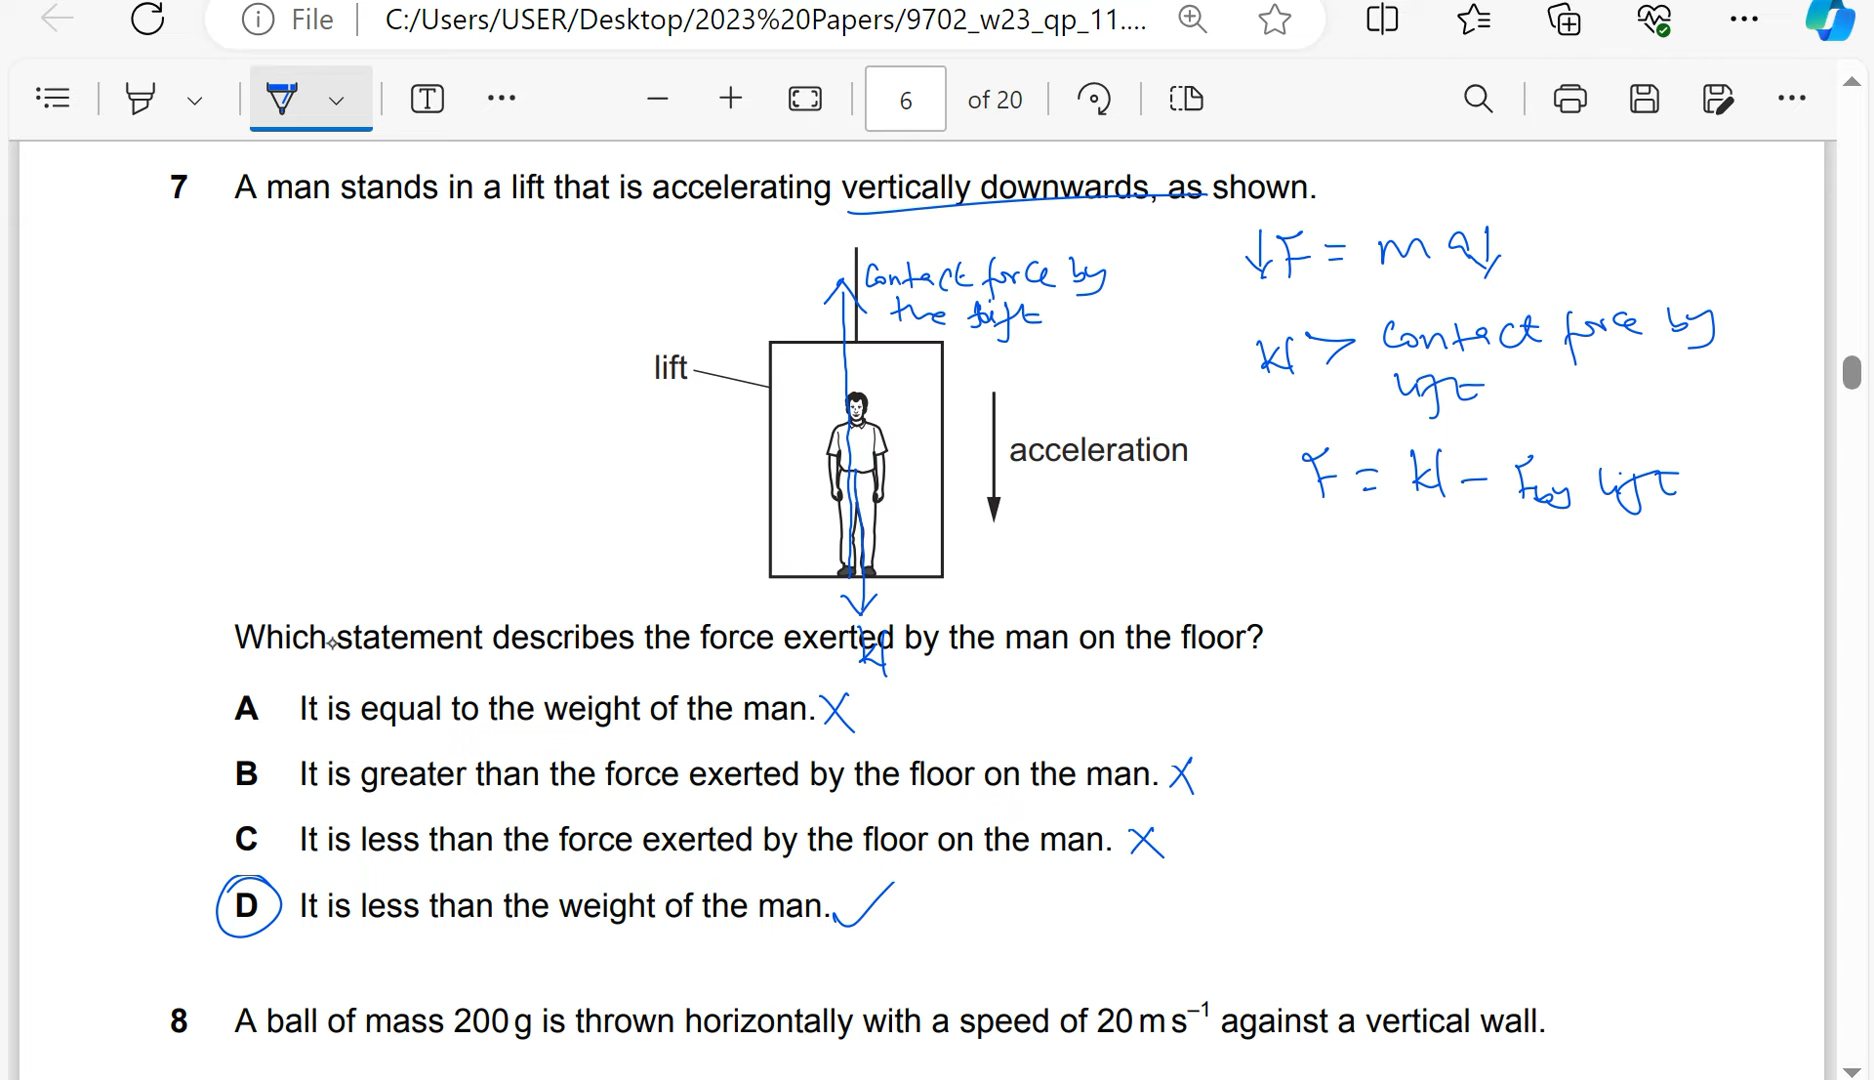 File | C:/Users/USER/Desktop/2023%20Papers/9702_w23_qp_11....
6 of 20
7 A man stands in a lift that is accelerating vertically downwards, as shown.
↓F = m a↓
Contact force by
the lift
W > Contact force by
lift
lift
acceleration
F = W - F by lift
Which statement describes the force exerted by the man on the floor?
W
A It is equal to the weight of the man. X
B It is greater than the force exerted by the floor on the man. X
C It is less than the force exerted by the floor on the man. X
D It is less than the weight of the man. ✓
8 A ball of mass 200 g is thrown horizontally with a speed of 20 m s⁻¹ against a vertical wall.